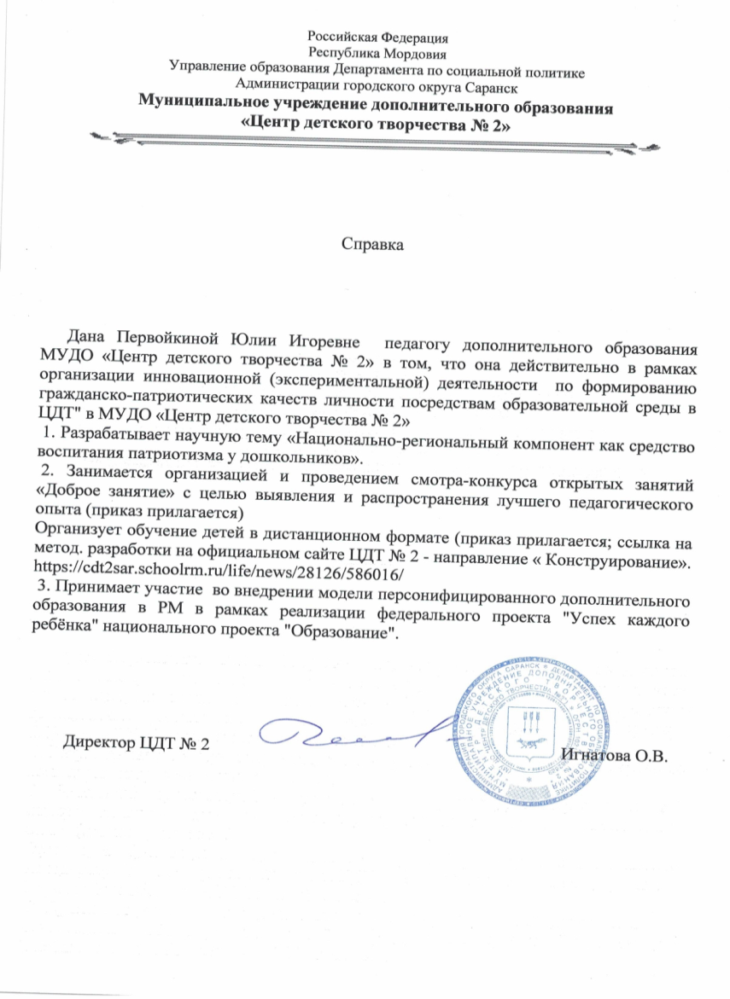 Российская Федерация
Республика Мордовия
Управление образования Департамента по социальной политике
Администрации городского округа Саранск
Муниципальное учреждение дополнительного образования
«Центр детского творчества № 2»
Справка
Дана Первойкиной Юлии Игоревне педагогу дополнительного образования
МУДО «Центр детского творчества № 2» в том, что она действительно в рамках
организации инновационной (экспериментальной) деятельности по формированию
гражданско-патриотических качеств личности посредствам образовательной среды в
ЦДТ" в МУДО «Центр детского творчества № 2»
1. Разрабатывает научную тему «Национально-региональный компонент как средство
воспитания патриотизма у дошкольников».
2. Занимается организацией и проведением смотра-конкурса открытых занятий
«Доброе занятие» с целью выявления и распространения лучшего педагогического
опыта (приказ прилагается)
Организует обучение детей в дистанционном формате (приказ прилагается; ссылка на
метод. разработки на официальном сайте ЦДТ № 2 - направление « Конструирование».
https://cdt2sar.schoolrm.ru/life/news/28126/586016/
3. Принимает участие во внедрении модели персонифицированного дополнительного
образования в РМ в рамках реализации федерального проекта "Успех каждого
ребёнка" национального проекта "Образование".
Директор ЦДТ № 2
Игнатова О.В.